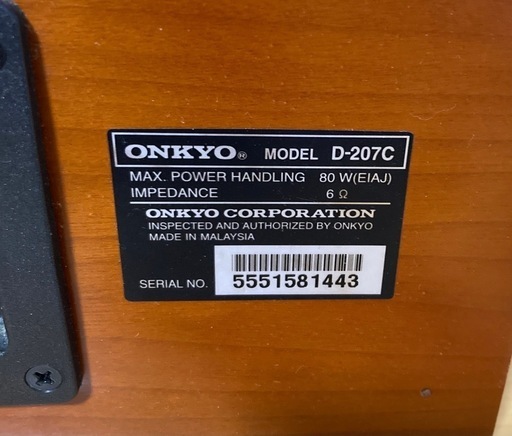 ONKYO® MODEL D-207C
MAX. POWER HANDLING 80 W(EIAJ)
IMPEDANCE 6 Ω
ONKYO CORPORATION
INSPECTED AND AUTHORIZED BY ONKYO
MADE IN MALAYSIA
SERIAL NO. 5551581443